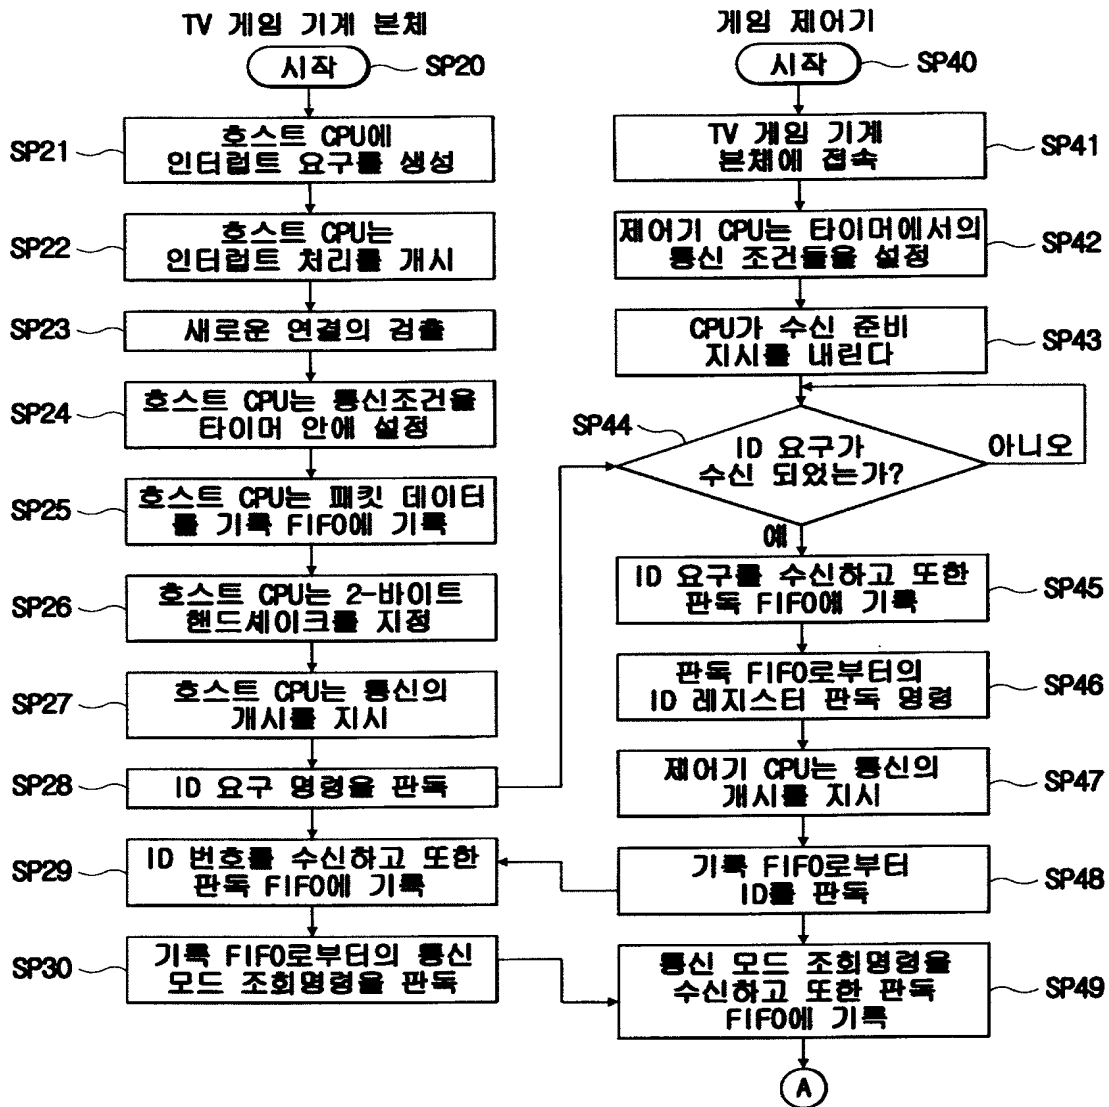 TV 게임 기계 본체
시작
SP20
SP21
호스트 CPU에
인터럽트 요구를 생성
SP22
호스트 CPU는
인터럽트 처리를 개시
SP23
새로운 연결의 검출
SP24
호스트 CPU는 통신조건을
타이머 안에 설정
SP25
호스트 CPU는 패킷 데이터
를 기록 FIFO에 기록
SP26
호스트 CPU는 2-바이트
핸드셰이크를 지정
SP27
호스트 CPU는 통신의
개시를 지시
SP28
ID 요구 명령을 판독
SP29
ID 번호를 수신하고 또한
판독 FIFO에 기록
SP30
기록 FIFO로부터의 통신
모드 조회명령을 판독
게임 제어기
시작
SP40
TV 게임 기계
본체에 접속
SP41
제어기 CPU는 타이머에서의
통신 조건들을 설정
SP42
CPU가 수신 준비
지시를 내린다
SP43
SP44
ID 요구가
수신 되었는가?
아니오
예
ID 요구를 수신하고 또한
판독 FIFO에 기록
SP45
판독 FIFO로부터의
ID 레지스터 판독 명령
SP46
제어기 CPU는 통신의
개시를 지시
SP47
기록 FIFO로부터
ID를 판독
SP48
통신 모드 조회명령을
수신하고 또한 판독
FIFO에 기록
SP49
A